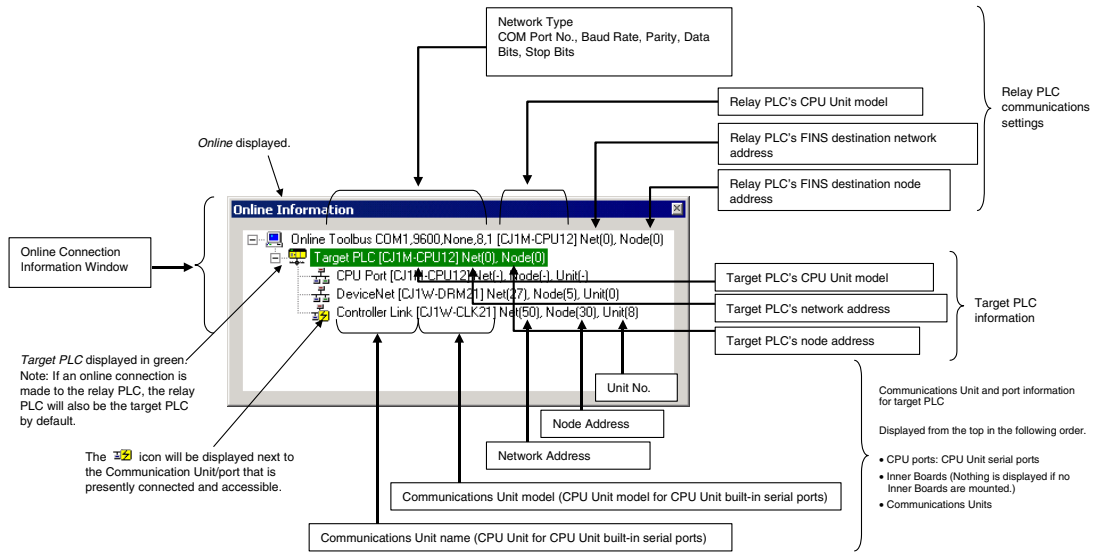 Network Type
COM Port No., Baud Rate, Parity, Data
Bits, Stop Bits
Relay PLC's CPU Unit model
Relay PLC's FINS destination network
address
Relay PLC's FINS destination node
address
Relay PLC
communications
settings
Online displayed.
Online Connection
Information Window
Online Information
Online Toolbus COM1,9600,None,8,1 [CJ1M-CPU12] Net(0), Node(0)
Target PLC [CJ1M-CPU12] Net(0), Node(0)
CPU Port [CJ1M-CPU12] Net(-), Node(-), Unit(-)
DeviceNet [CJ1W-DRM21] Net(27), Node(5), Unit(0)
Controller Link [CJ1W-CLK21] Net(50), Node(30), Unit(8)
Target PLC's CPU Unit model
Target PLC's network address
Target PLC's node address
Target PLC
information
Target PLC displayed in green.
Note: If an online connection is
made to the relay PLC, the relay
PLC will also be the target PLC
by default.
The icon will be displayed next to
the Communication Unit/port that is
presently connected and accessible.
Unit No.
Node Address
Network Address
Communications Unit model (CPU Unit model for CPU Unit built-in serial ports)
Communications Unit name (CPU Unit for CPU Unit built-in serial ports)
Communications Unit and port information
for target PLC
Displayed from the top in the following order.
• CPU ports: CPU Unit serial ports
• Inner Boards (Nothing is displayed if no
Inner Boards are mounted.)
• Communications Units